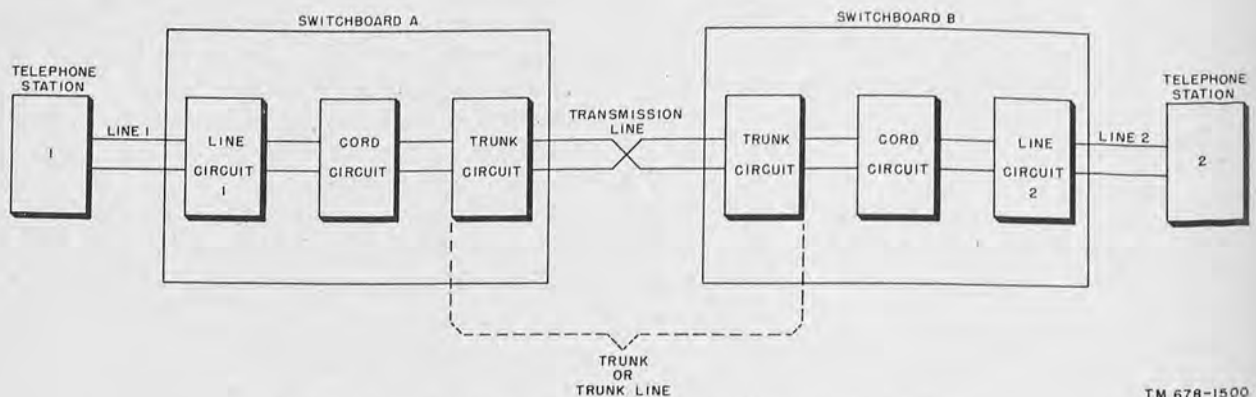 SWITCHBOARD A
SWITCHBOARD B
TELEPHONE
STATION
1
LINE 1
LINE
CIRCUIT
1
CORD
CIRCUIT
TRUNK
CIRCUIT
TRANSMISSION
LINE
TRUNK
CIRCUIT
CORD
CIRCUIT
LINE
CIRCUIT
2
LINE 2
TELEPHONE
STATION
2
TRUNK
OR
TRUNK LINE
TM 678-1500